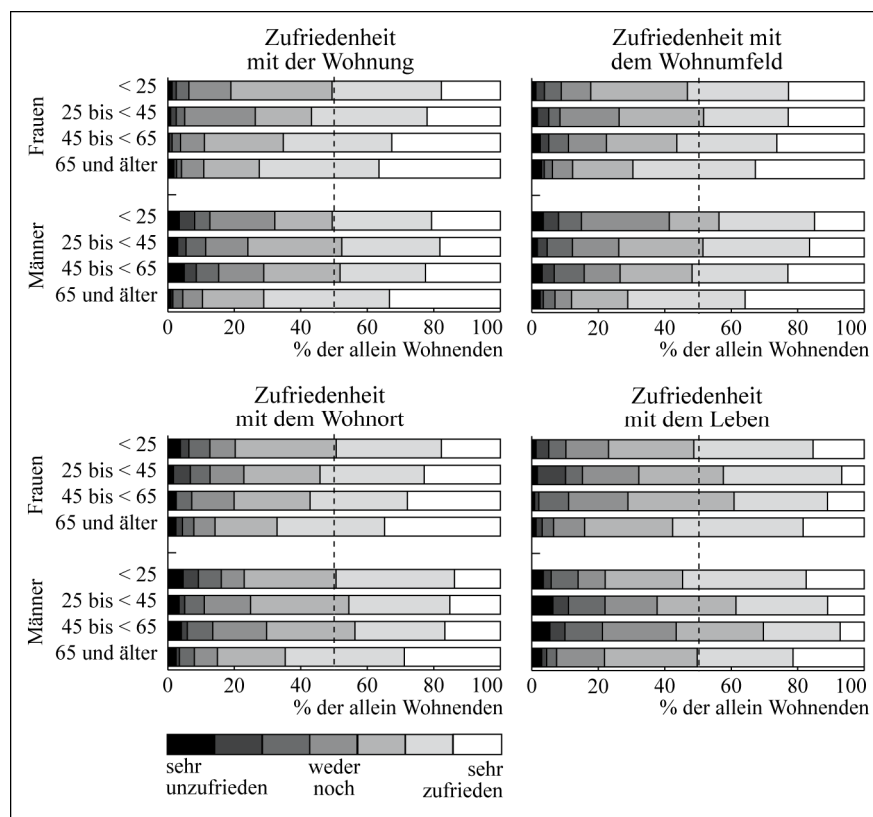 Zufriedenheit
mit der Wohnung
Frauen
< 25
25 bis < 45
45 bis < 65
65 und älter
Männer
< 25
25 bis < 45
45 bis < 65
65 und älter
0 20 40 60 80 100
% der allein Wohnenden
Zufriedenheit mit
dem Wohnumfeld
0 20 40 60 80 100
% der allein Wohnenden
Zufriedenheit
mit dem Wohnort
Frauen
< 25
25 bis < 45
45 bis < 65
65 und älter
Männer
< 25
25 bis < 45
45 bis < 65
65 und älter
0 20 40 60 80 100
% der allein Wohnenden
Zufriedenheit
mit dem Leben
0 20 40 60 80 100
% der allein Wohnenden
sehr
unzufrieden
weder
noch
sehr
zufrieden